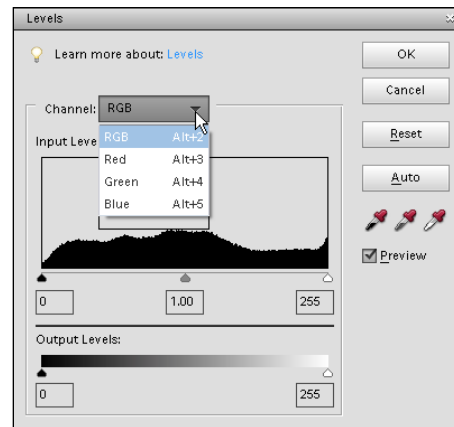 Levels
Learn more about: Levels
OK
Cancel
Reset
Auto
Preview
Channel: RGB
Input Leve
RGB Alt+2
Red Alt+3
Green Alt+4
Blue Alt+5
0 1.00 255
Output Levels:
0 255